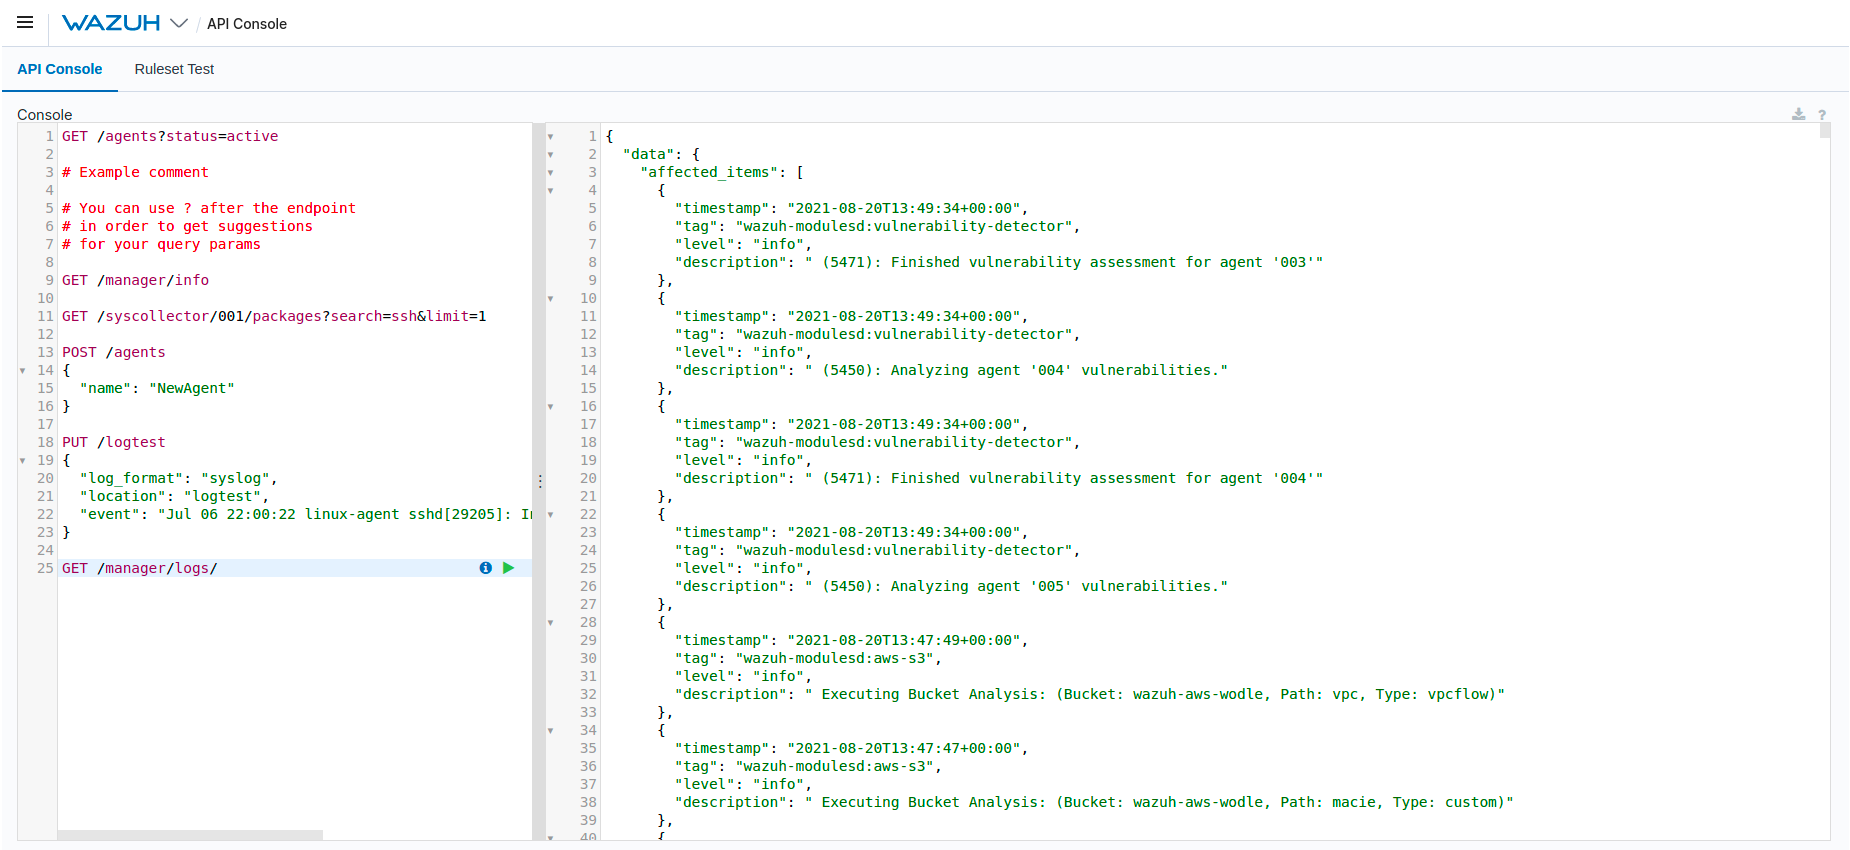 WAZUH / API Console
API Console Ruleset Test
Console ?
1 GET /agents?status=active
2
3 # Example comment
4
5 # You can use ? after the endpoint
6 # in order to get suggestions
7 # for your query params
8
9 GET /manager/info
10
11 GET /syscollector/001/packages?search=ssh&limit=1
12
13 POST /agents
14 {
15   "name": "NewAgent"
16 }
17
18 PUT /logtest
19 {
20   "log_format": "syslog",
21   "location": "logtest",
22   "event": "Jul 06 22:00:22 linux-agent sshd[29205]:
23 }
24
25 GET /manager/logs/
1 {
2   "data": {
3     "affected_items": [
4       {
5         "timestamp": "2021-08-20T13:49:34+00:00",
6         "tag": "wazuh-modulesd:vulnerability-detector",
7         "level": "info",
8         "description": " (5471): Finished vulnerability assessment for agent '003'"
9       },
10       {
11         "timestamp": "2021-08-20T13:49:34+00:00",
12         "tag": "wazuh-modulesd:vulnerability-detector",
13         "level": "info",
14         "description": " (5450): Analyzing agent '004' vulnerabilities."
15       },
16       {
17         "timestamp": "2021-08-20T13:49:34+00:00",
18         "tag": "wazuh-modulesd:vulnerability-detector",
19         "level": "info",
20         "description": " (5471): Finished vulnerability assessment for agent '004'"
21       },
22       {
23         "timestamp": "2021-08-20T13:49:34+00:00",
24         "tag": "wazuh-modulesd:vulnerability-detector",
25         "level": "info",
26         "description": " (5450): Analyzing agent '005' vulnerabilities."
27       },
28       {
29         "timestamp": "2021-08-20T13:47:49+00:00",
30         "tag": "wazuh-modulesd:aws-s3",
31         "level": "info",
32         "description": " Executing Bucket Analysis: (Bucket: wazuh-aws-wodle, Path: vpc, Type: vpcflow)"
33       },
34       {
35         "timestamp": "2021-08-20T13:47:47+00:00",
36         "tag": "wazuh-modulesd:aws-s3",
37         "level": "info",
38         "description": " Executing Bucket Analysis: (Bucket: wazuh-aws-wodle, Path: macie, Type: custom)"
39       },
40       {